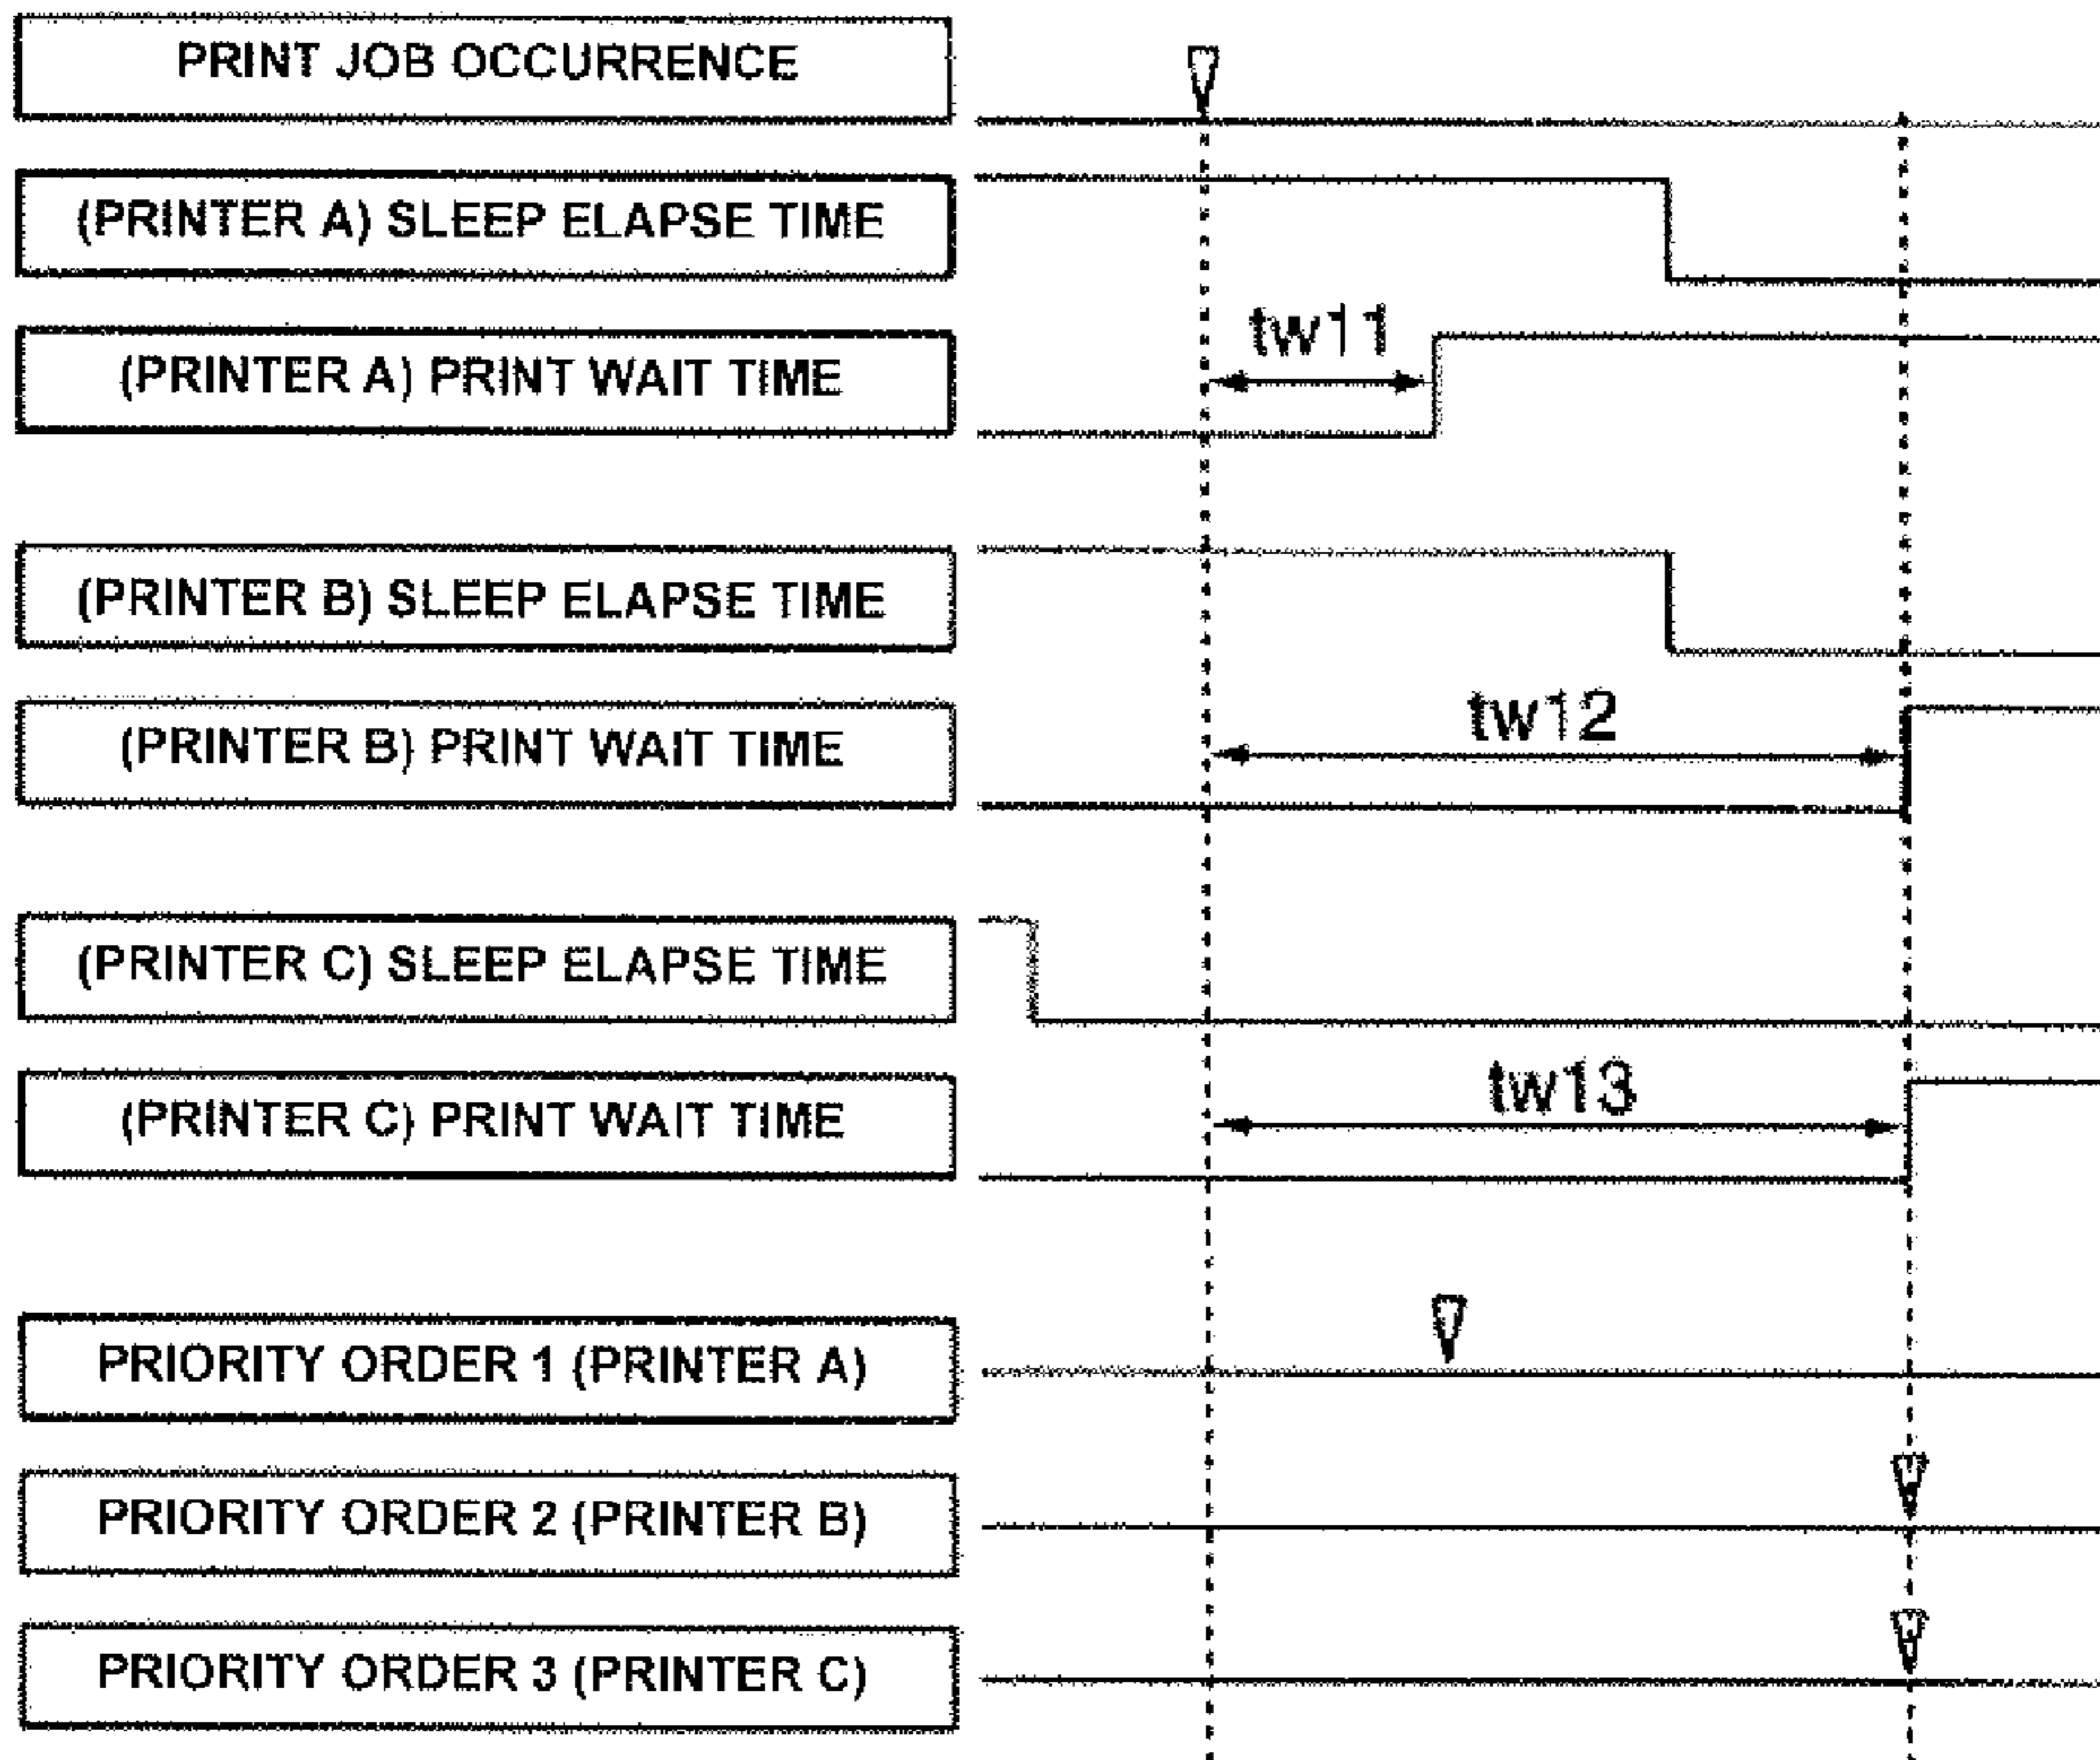 PRINT JOB OCCURRENCE
(PRINTER A) SLEEP ELAPSE TIME
tw11
(PRINTER A) PRINT WAIT TIME
(PRINTER B) SLEEP ELAPSE TIME
tw12
(PRINTER B) PRINT WAIT TIME
(PRINTER C) SLEEP ELAPSE TIME
tw13
(PRINTER C) PRINT WAIT TIME
PRIORITY ORDER 1 (PRINTER A)
PRIORITY ORDER 2 (PRINTER B)
PRIORITY ORDER 3 (PRINTER C)